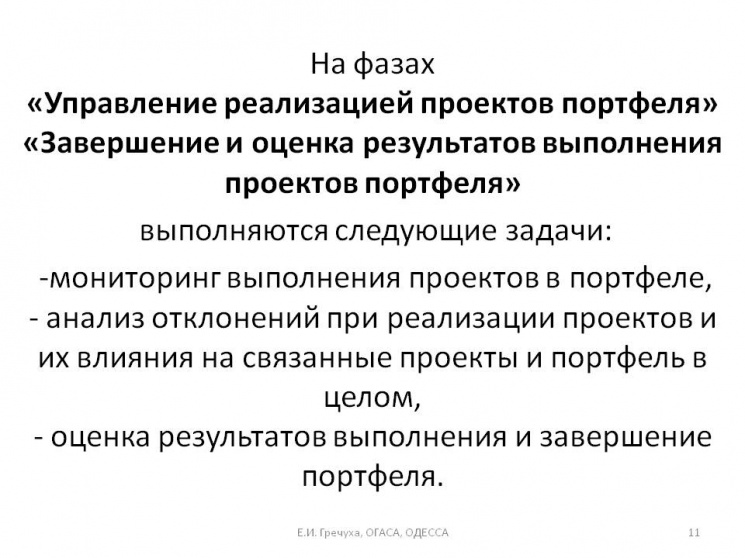 На фазах
«Управление реализацией проектов портфеля»
«Завершение и оценка результатов выполнения
проектов портфеля»
выполняются следующие задачи:
-мониторинг выполнения проектов в портфеле,
- анализ отклонений при реализации проектов и
их влияния на связанные проекты и портфель в
целом,
- оценка результатов выполнения и завершение
портфеля.
Е.И. Гречуха, ОГАСА, ОДЕССА
11